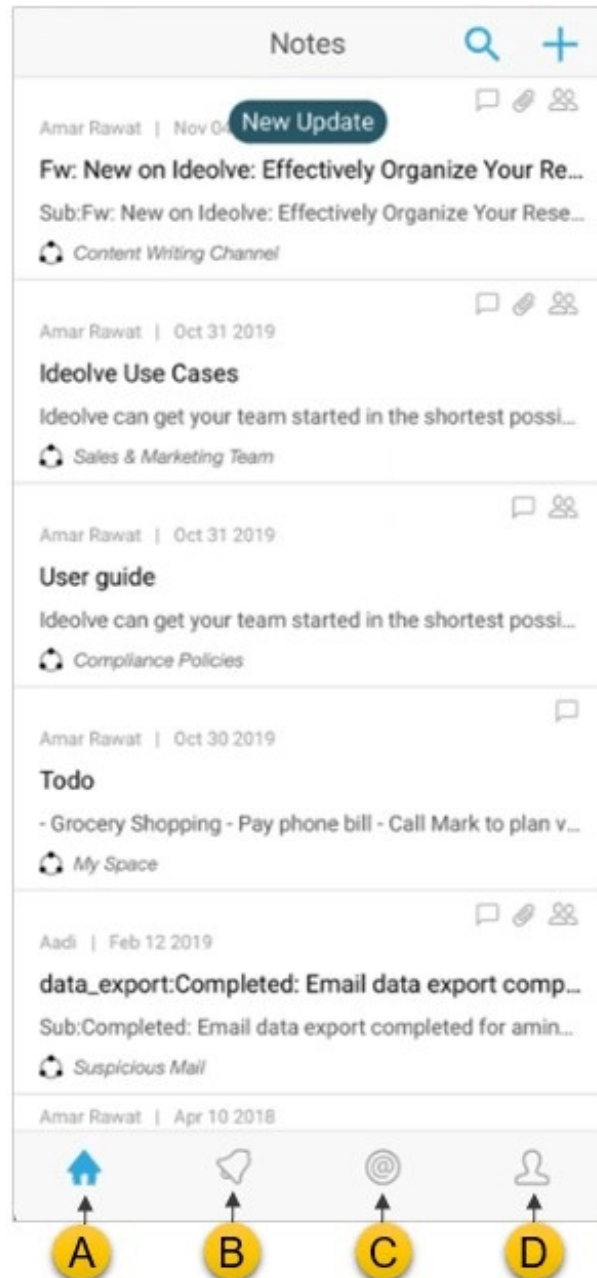 Notes
New Update
Amar Rawat | Nov 04
Fw: New on Ideolve: Effectively Organize Your Re...
Sub:Fw: New on Ideolve: Effectively Organize Your Rese...
Content Writing Channel
Amar Rawat | Oct 31 2019
Ideolve Use Cases
Ideolve can get your team started in the shortest possi...
Sales & Marketing Team
Amar Rawat | Oct 31 2019
User guide
Ideolve can get your team started in the shortest possi...
Compliance Policies
Amar Rawat | Oct 30 2019
Todo
- Grocery Shopping - Pay phone bill - Call Mark to plan v...
My Space
Aadi | Feb 12 2019
data_export:Completed: Email data export comp...
Sub:Completed: Email data export completed for amin...
Suspicious Mail
Amar Rawat | Apr 10 2018
A B C D